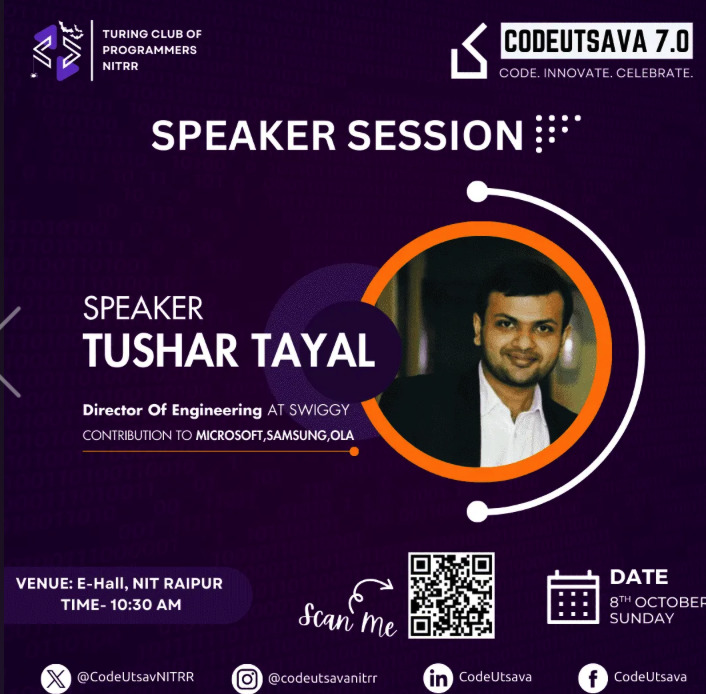 TURING CLUB OF
PROGRAMMERS
NITRR
CODEUTSAVA 7.0
CODE. INNOVATE. CELEBRATE.
SPEAKER SESSION
SPEAKER
TUSHAR TAYAL
Director Of Engineering AT SWIGGY
CONTRIBUTION TO MICROSOFT,SAMSUNG,OLA
VENUE: E-Hall, NIT RAIPUR
TIME- 10:30 AM
Scan Me
DATE
8TH OCTOBER
SUNDAY
@CodeUtsavNITRR
@codeutsavanitrr
CodeUtsava
CodeUtsava